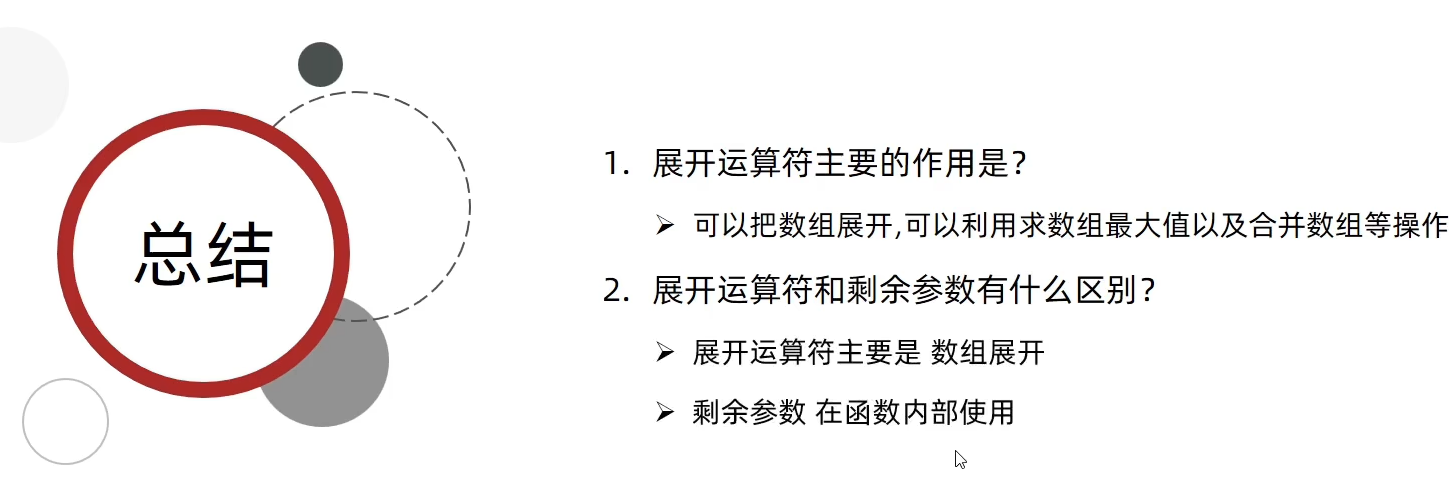 总结
1. 展开运算符主要的作用是？
➢ 可以把数组展开,可以利用求数组最大值以及合并数组等操作
2. 展开运算符和剩余参数有什么区别？
➢ 展开运算符主要是 数组展开
➢ 剩余参数 在函数内部使用